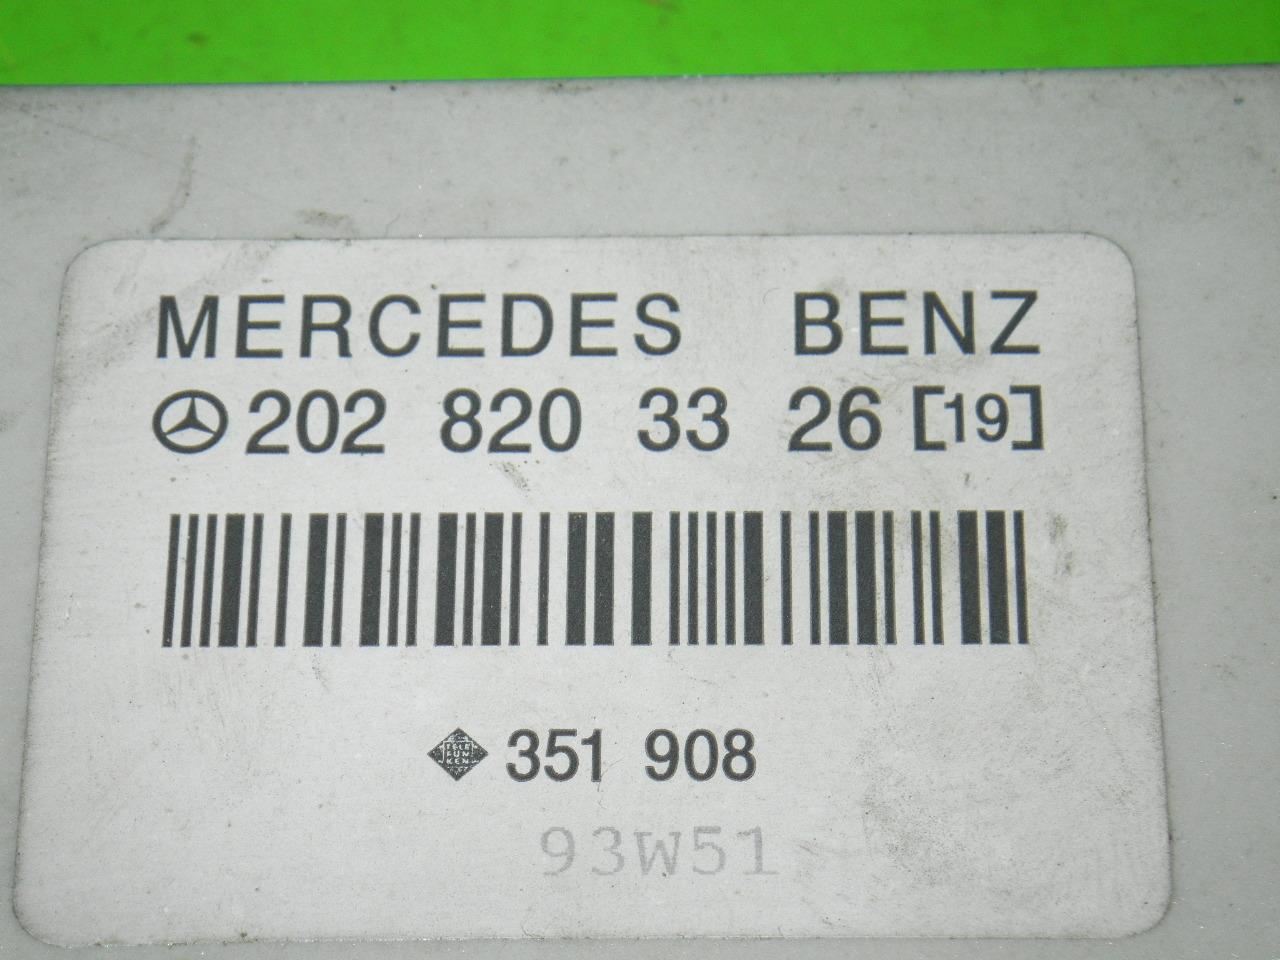 MERCEDES BENZ
202 820 33 26 [19]
TELE
FUN
KEN
351 908
93W51